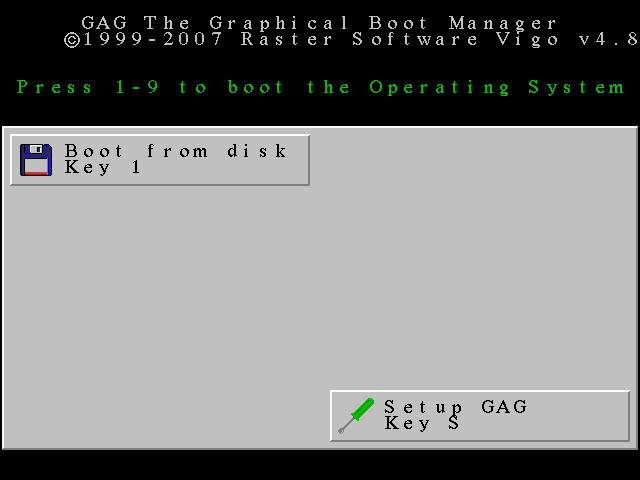 GAG The Graphical Boot Manager
©1999-2007 Raster Software Vigo v4.8
Press 1-9 to boot the Operating System
Boot from disk
Key 1
Setup GAG
Key S